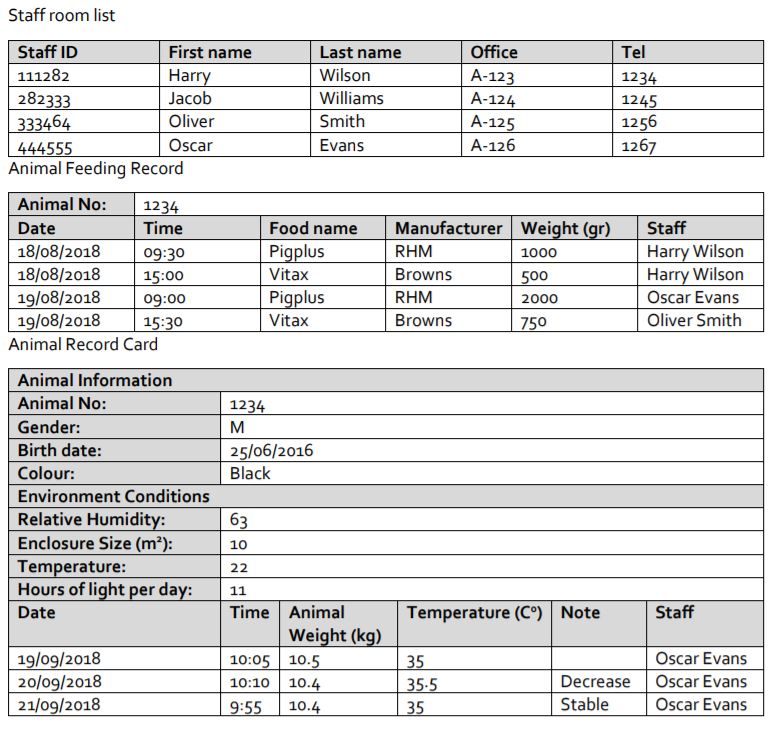 Staff room list
Staff ID First name Last name Office Tel
111282 Harry Wilson A-123 1234
282333 Jacob Williams A-124 1245
333464 Oliver Smith A-125 1256
444555 Oscar Evans A-126 1267
Animal Feeding Record
Animal No: 1234
Date Time Food name Manufacturer Weight (gr) Staff
18/08/2018 09:30 Pigplus RHM 1000 Harry Wilson
18/08/2018 15:00 Vitax Browns 500 Harry Wilson
19/08/2018 09:00 Pigplus RHM 2000 Oscar Evans
19/08/2018 15:30 Vitax Browns 750 Oliver Smith
Animal Record Card
Animal Information
Animal No: 1234
Gender: M
Birth date: 25/06/2016
Colour: Black
Environment Conditions
Relative Humidity: 63
Enclosure Size (m²): 10
Temperature: 22
Hours of light per day: 11
Date Time Animal Temperature (Cº) Note Staff
Weight (kg)
19/09/2018 10:05 10.5 35 Oscar Evans
20/09/2018 10:10 10.4 35.5 Decrease Oscar Evans
21/09/2018 9:55 10.4 35 Stable Oscar Evans